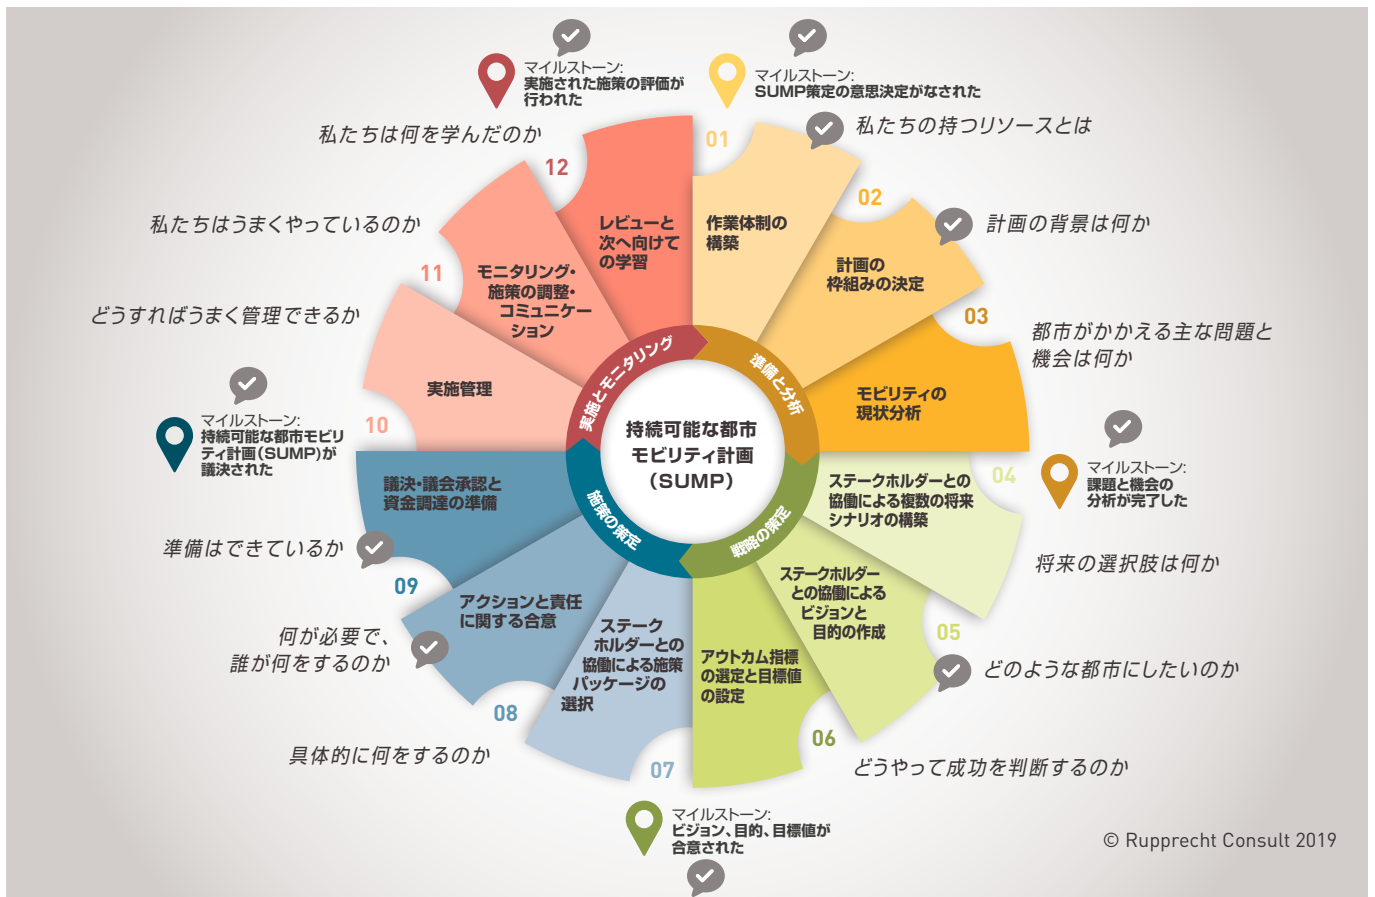 マイルストーン:
実施された施策の評価が
行われた
マイルストーン:
SUMP策定の意思決定がなされた
私たちは何を学んだのか
私たちの持つリソースとは
私たちはうまくやっているのか
計画の背景は何か
どうすればうまく管理できるか
都市がかかえる主な問題と
機会は何か
マイルストーン:
持続可能な都市モビリ
ティ計画（SUMP)が
議決された
マイルストーン:
課題と機会の
分析が完了した
準備はできているか
将来の選択肢は何か
何が必要で、
誰が何をするのか
どのような都市にしたいのか
具体的に何をするのか
どうやって成功を判断するのか
マイルストーン:
ビジョン、目的、目標値が
合意された
01
作業体制の
構築
02
計画の
枠組みの決定
03
モビリティの
現状分析
04
ステークホルダーとの
協働による複数の将来
シナリオの構築
05
ステークホルダー
との協働による
ビジョンと
目的の作成
06
アウトカム指標
の選定と目標値
の設定
07
ステーク
ホルダーとの
協働による施策
パッケージの
選択
08
アクションと責任
に関する合意
09
議決・議会承認と
資金調達の準備
10
実施管理
11
モニタリング・
施策の調整・
コミュニケー
ション
12
レビューと
次へ向けて
の学習
準備と分析
戦略の策定
施策の策定
実施とモニタリング
持続可能な都市
モビリティ計画
（SUMP）
© Rupprecht Consult 2019